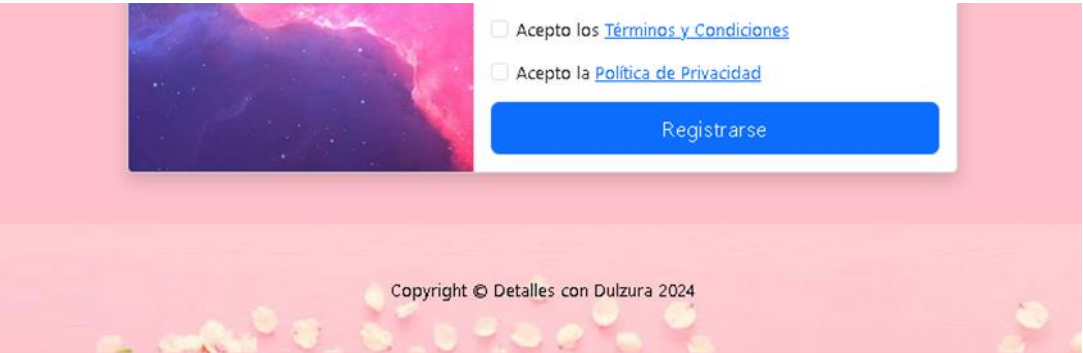 Acepto los Términos y Condiciones
Acepto la Política de Privacidad
Registrarse
Copyright © Detalles con Dulzura 2024